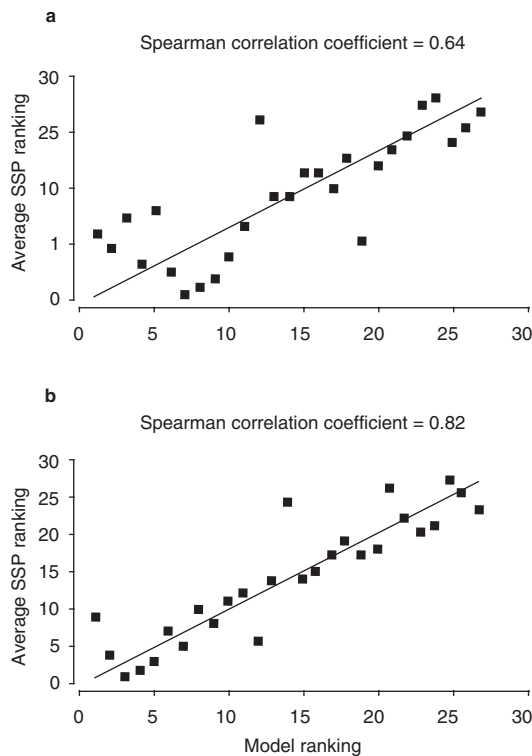 a
Spearman correlation coefficient = 0.64
30
25
10
1
0
Average SSP ranking
0 5 10 15 20 25 30
b
Spearman correlation coefficient = 0.82
30
25
20
15
10
5
0
Average SSP ranking
0 5 10 15 20 25 30
Model ranking